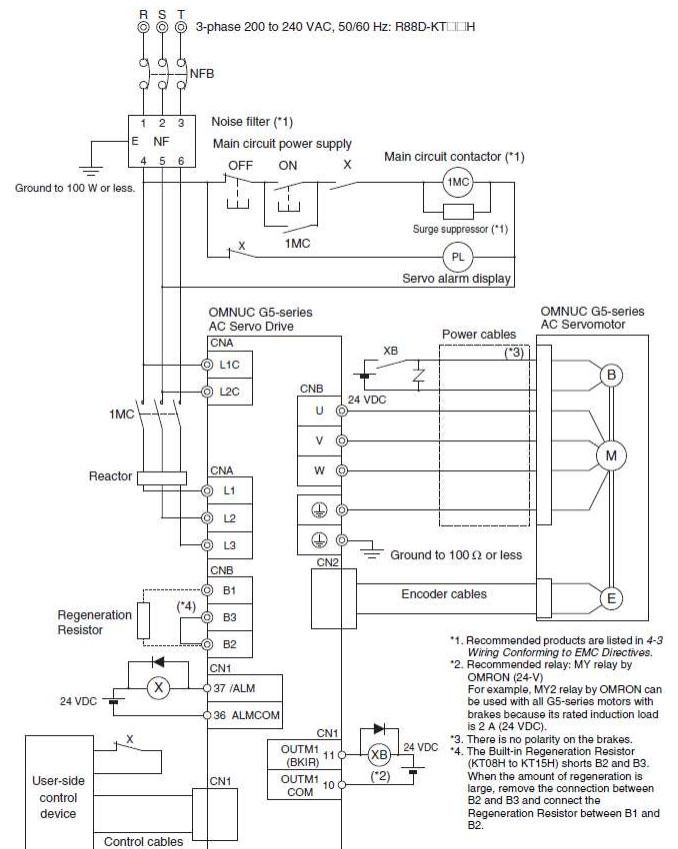 R S T
3-phase 200 to 240 VAC, 50/60 Hz: R88D-KT□□H
NFB
1 2 3
E NF
4 5 6
Noise filter (*1)
Main circuit power supply
OFF ON X
Main circuit contactor (*1)
1MC
Ground to 100 W or less.
Surge suppressor (*1)
1MC
X
PL
Servo alarm display
OMNUC G5-series
AC Servo Drive
OMNUC G5-series
AC Servomotor
CNA
L1C
L2C
Power cables
(*3)
XB
24 VDC
B
CNB
U
V
W
M
1MC
Reactor
CNA
L1
L2
L3
Ground to 100 Ω or less
CNB
B1
B3
B2
(*4)
Regeneration
Resistor
CN2
Encoder cables
E
CN1
37 /ALM
36 ALMCOM
X
24 VDC
X
User-side
control
device
CN1
Control cables
CN1
OUTM1
(BKIR)
11
OUTM1
COM
10
XB
24 VDC
(*2)
*1. Recommended products are listed in 4-3
Wiring Conforming to EMC Directives.
*2. Recommended relay: MY relay by
OMRON (24-V)
For example, MY2 relay by OMRON can
be used with all G5-series motors with
brakes because its rated induction load
is 2 A (24 VDC).
*3. There is no polarity on the brakes.
*4. The Built-in Regeneration Resistor
(KT08H to KT15H) shorts B2 and B3.
When the amount of regeneration is
large, remove the connection between
B2 and B3 and connect the
Regeneration Resistor between B1 and
B2.